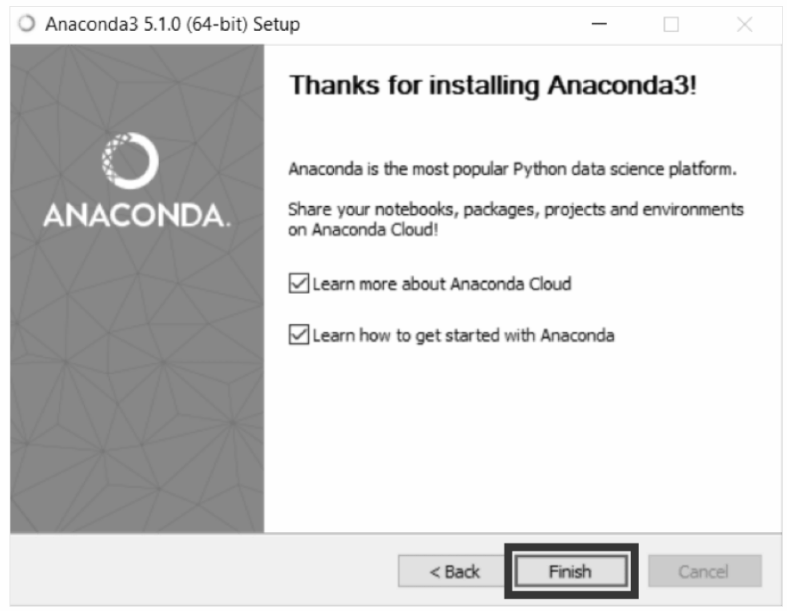 Anaconda3 5.1.0 (64-bit) Setup
Thanks for installing Anaconda3!
ANACONDA.
Anaconda is the most popular Python data science platform.
Share your notebooks, packages, projects and environments
on Anaconda Cloud!
Learn more about Anaconda Cloud
Learn how to get started with Anaconda
< Back
Finish
Cancel